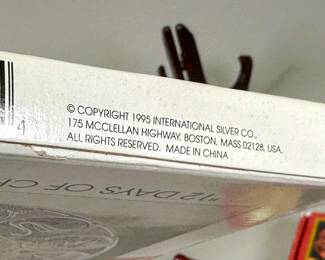 © COPYRIGHT 1995 INTERNATIONAL SILVER CO.,
175 MCCLELLAN HIGHWAY, BOSTON, MASS 02128, USA.
ALL RIGHTS RESERVED. MADE IN CHINA
4
12 DAYS OF